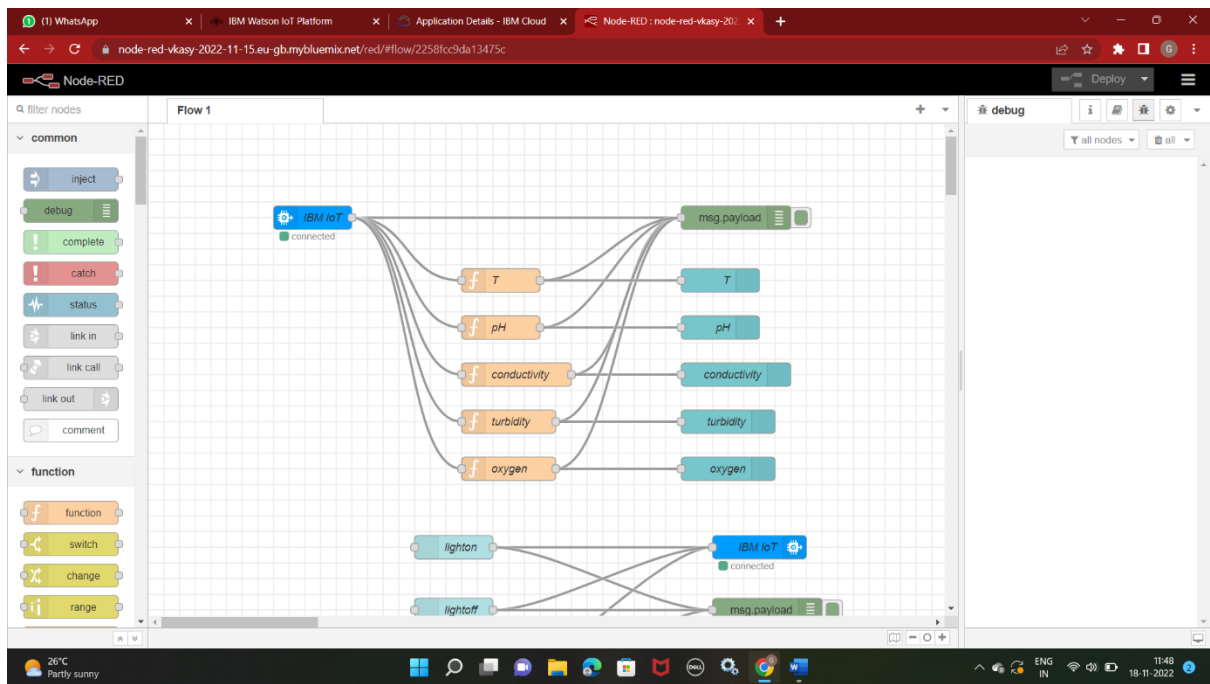 (1) WhatsApp
IBM Watson IoT Platform
Application Details - IBM Cloud
Node-RED : node-red-vkasy-202
node-red-vkasy-2022-11-15.eu-gb.mybluemix.net/red/#flow/2258fcc9da13475c
G
Node-RED
Deploy
filter nodes
Flow 1
debug
i
common
all nodes
all
inject
debug
complete
catch
status
link in
link call
link out
comment
function
function
switch
change
range
IBM IoT
connected
msg.payload
T
T
pH
pH
conductivity
conductivity
turbidity
turbidity
oxygen
oxygen
lighton
IBM IoT
connected
lightoff
msg.payload
26°C
Partly sunny
DELL
ENG
IN
11:48
18-11-2022
2